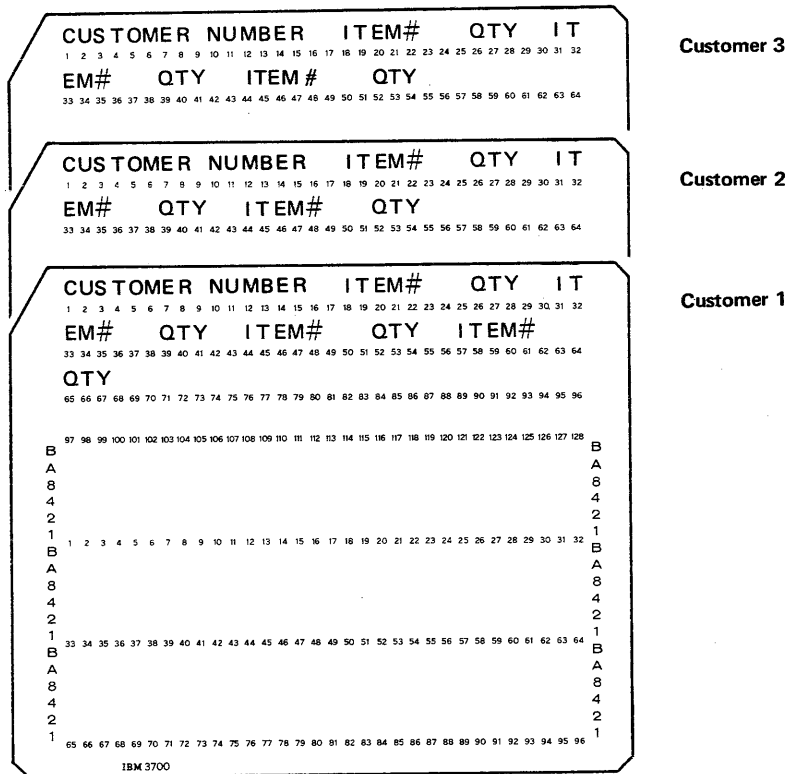 CUSTOMER NUMBER ITEM# QTY IT
1 2 3 4 5 6 7 8 9 10 11 12 13 14 15 16 17 18 19 20 21 22 23 24 25 26 27 28 29 30 31 32
Customer 3
EM# QTY ITEM # QTY
33 34 35 36 37 38 39 40 41 42 43 44 45 46 47 48 49 50 51 52 53 54 55 56 57 58 59 60 61 62 63 64
CUSTOMER NUMBER ITEM# QTY IT
1 2 3 4 5 6 7 8 9 10 11 12 13 14 15 16 17 18 19 20 21 22 23 24 25 26 27 28 29 30 31 32
Customer 2
EM# QTY ITEM# QTY
33 34 35 36 37 38 39 40 41 42 43 44 45 46 47 48 49 50 51 52 53 54 55 56 57 58 59 60 61 62 63 64
CUSTOMER NUMBER ITEM# QTY IT
1 2 3 4 5 6 7 8 9 10 11 12 13 14 15 16 17 18 19 20 21 22 23 24 25 26 27 28 29 30 31 32
Customer 1
EM# QTY ITEM# QTY ITEM#
33 34 35 36 37 38 39 40 41 42 43 44 45 46 47 48 49 50 51 52 53 54 55 56 57 58 59 60 61 62 63 64
QTY
65 66 67 68 69 70 71 72 73 74 75 76 77 78 79 80 81 82 83 84 85 86 87 88 89 90 91 92 93 94 95 96
97 98 99 100 101 102 103 104 105 106 107 108 109 110 111 112 113 114 115 116 117 118 119 120 121 122 123 124 125 126 127 128
B B
A A
8 8
4 4
2 2
1 1
1 2 3 4 5 6 7 8 9 10 11 12 13 14 15 16 17 18 19 20 21 22 23 24 25 26 27 28 29 30 31 32
B B
A A
8 8
4 4
2 2
1 1
33 34 35 36 37 38 39 40 41 42 43 44 45 46 47 48 49 50 51 52 53 54 55 56 57 58 59 60 61 62 63 64
B B
A A
8 8
4 4
2 2
1 1
65 66 67 68 69 70 71 72 73 74 75 76 77 78 79 80 81 82 83 84 85 86 87 88 89 90 91 92 93 94 95 96
IBM 3700